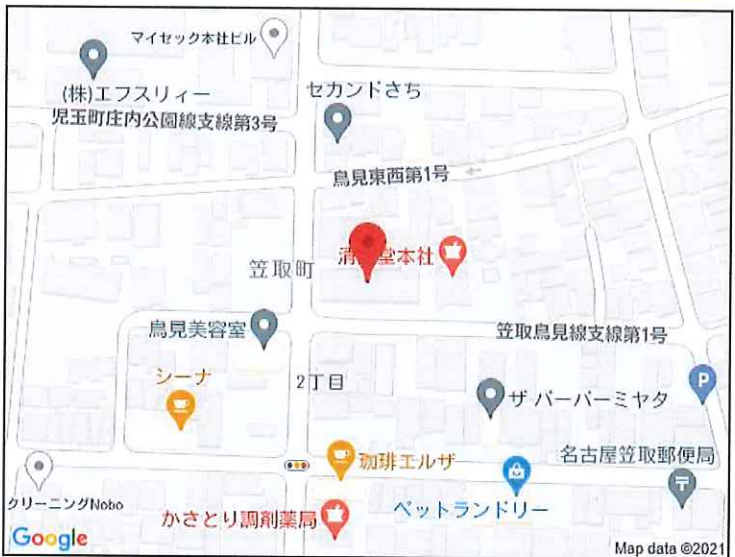 マイセック本社ビル
(株)エフスリィー
児玉町庄内公園線支線第3号
セカンドさち
鳥見東西第1号
堂本社
笠取町
鳥見美容室
笠取鳥見線支線第1号
シーナ
2丁目
P
ザ バーバーミヤタ
珈琲エルザ
名古屋笠取郵便局
クリーニングNobo
ペットランドリー
かさとり調剤薬局
Google
Map data ©2021